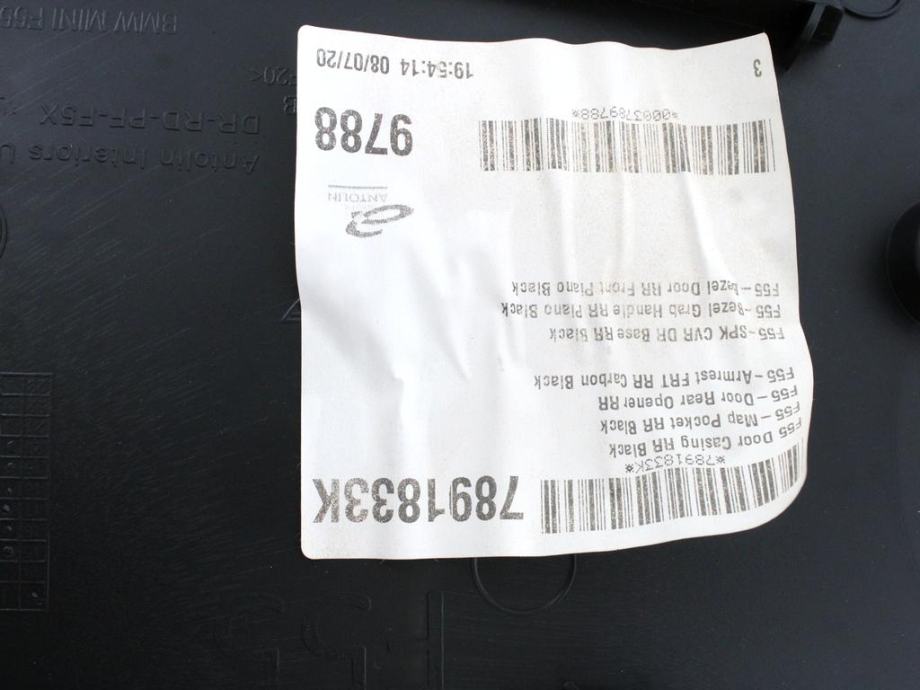 7891833K
*7891833K*
F55 Door Casing RR Black
F55 - Map Pocket RR Black
F55 - Door Rear Opener RR
F55 - Armrest FRT RR Carbon Black
F55-SPK CVR DR Base RR Black
F55-Bezel Grab Handle RR Piano Black
F55 - Bezel Door RR Front Piano Black
ANTOLIN
9788
*0003789788*
3
19:54:14 08/07/20
Antolin Interiors U
DR-RD-PF-F5X
BMW MINI F55